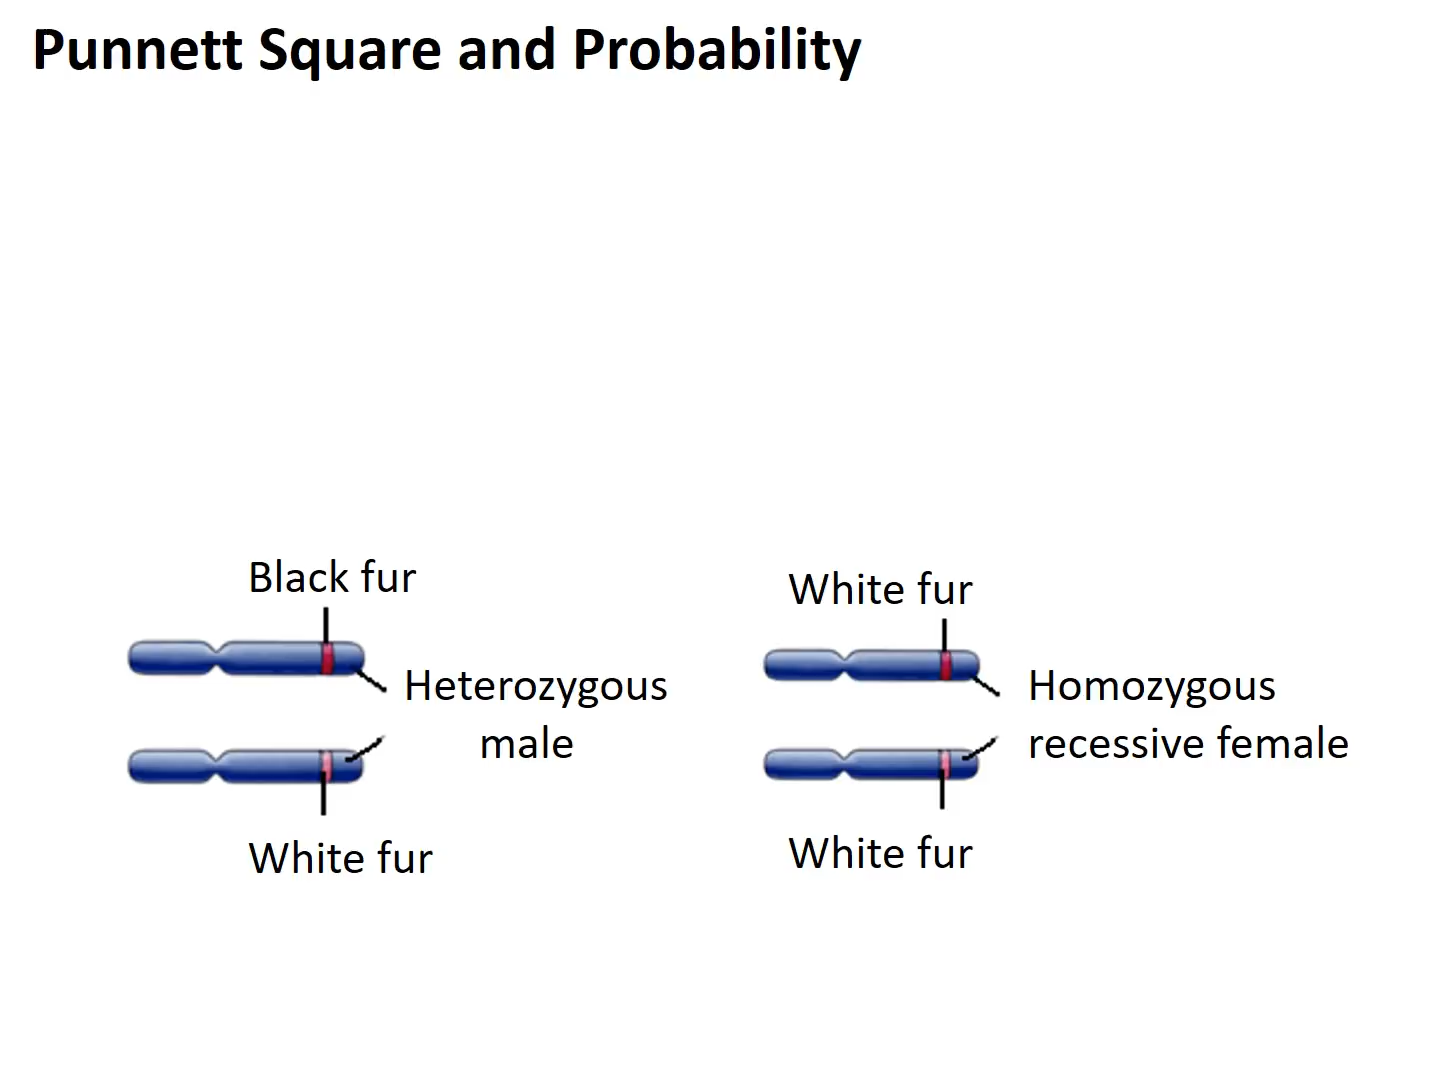 Punnett Square and Probability
Black fur
White fur
Heterozygous
male
Homozygous
recessive female
White fur
White fur